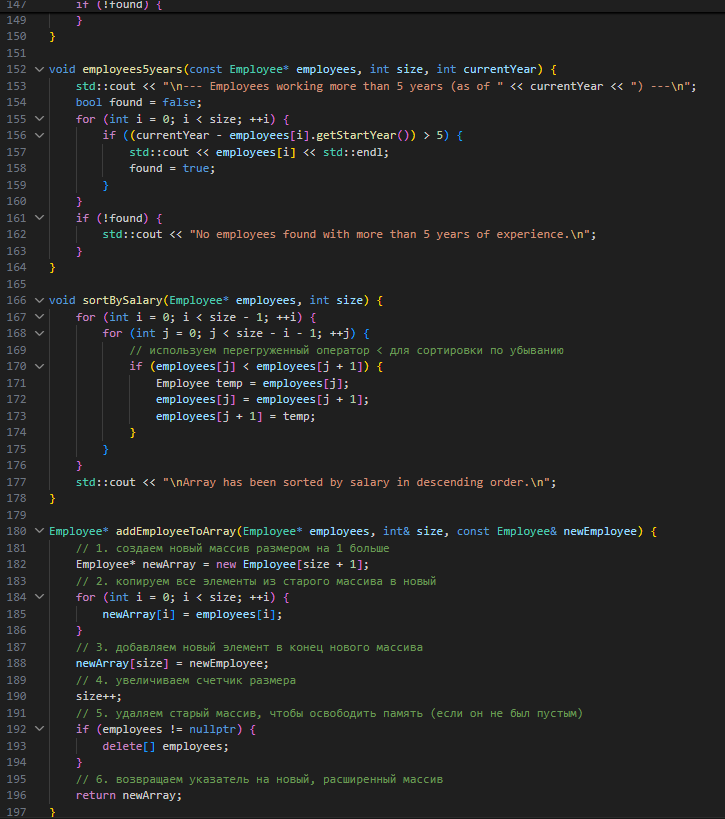 147 if (!found) {
149 }
150 }
151
152 void employees5years(const Employee* employees, int size, int currentYear) {
153 std::cout << "\n--- Employees working more than 5 years (as of " << currentYear << ") ---\n";
154 bool found = false;
155 for (int i = 0; i < size; ++i) {
156 if ((currentYear - employees[i].getStartYear()) > 5) {
157 std::cout << employees[i] << std::endl;
158 found = true;
159 }
160 }
161 if (!found) {
162 std::cout << "No employees found with more than 5 years of experience.\n";
163 }
164 }
165
166 void sortBySalary(Employee* employees, int size) {
167 for (int i = 0; i < size - 1; ++i) {
168 for (int j = 0; j < size - i - 1; ++j) {
169 // используем перегруженный оператор < для сортировки по убыванию
170 if (employees[j] < employees[j + 1]) {
171 Employee temp = employees[j];
172 employees[j] = employees[j + 1];
173 employees[j + 1] = temp;
174 }
175 }
176 }
177 std::cout << "\nArray has been sorted by salary in descending order.\n";
178 }
179
180 Employee* addEmployeeToArray(Employee* employees, int& size, const Employee& newEmployee) {
181 // 1. создаем новый массив размером на 1 больше
182 Employee* newArray = new Employee[size + 1];
183 // 2. копируем все элементы из старого массива в новый
184 for (int i = 0; i < size; ++i) {
185 newArray[i] = employees[i];
186 }
187 // 3. добавляем новый элемент в конец нового массива
188 newArray[size] = newEmployee;
189 // 4. увеличиваем счетчик размера
190 size++;
191 // 5. удаляем старый массив, чтобы освободить память (если он не был пустым)
192 if (employees != nullptr) {
193 delete[] employees;
194 }
195 // 6. возвращаем указатель на новый, расширенный массив
196 return newArray;
197 }